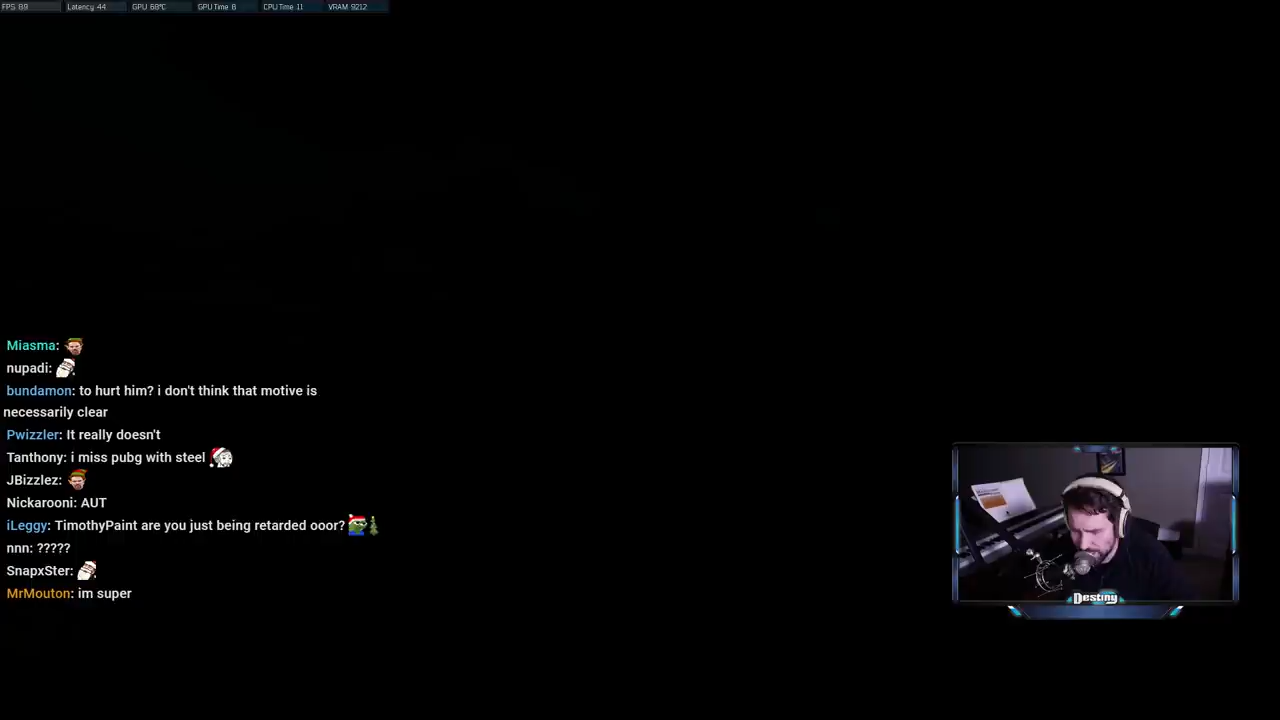 FPS 89 Latency 44 GPU 68°C GPU Time 8 CPU Time 11 VRAM 9212
Miasma:
nupadi:
bundamon: to hurt him? i don't think that motive is
necessarily clear
Pwizzler: It really doesn't
Tanthony: i miss pubg with steel
JBizzlez:
Nickarooni: AUT
iLeggy: TimothyPaint are you just being retarded ooor?
nnn: ?????
SnapxSter:
MrMouton: im super
Destiny